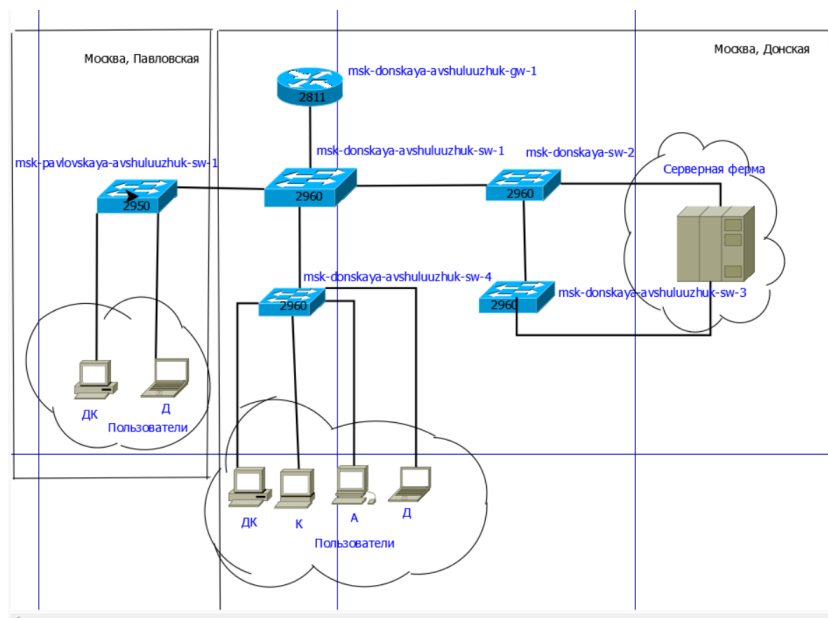 Москва, Павловская
Москва, Донская
msk-donskaya-avshuluuzhuk-gw-1
2811
msk-pavlovskaya-avshuluuzhuk-sw-1
msk-donskaya-avshuluuzhuk-sw-1
msk-donskaya-sw-2
Серверная ферма
2950
2960
2960
msk-donskaya-avshuluuzhuk-sw-4
2960
2960
msk-donskaya-avshuluuzhuk-sw-3
ДК
Д
Пользователи
ДК
К
А
Д
Пользователи